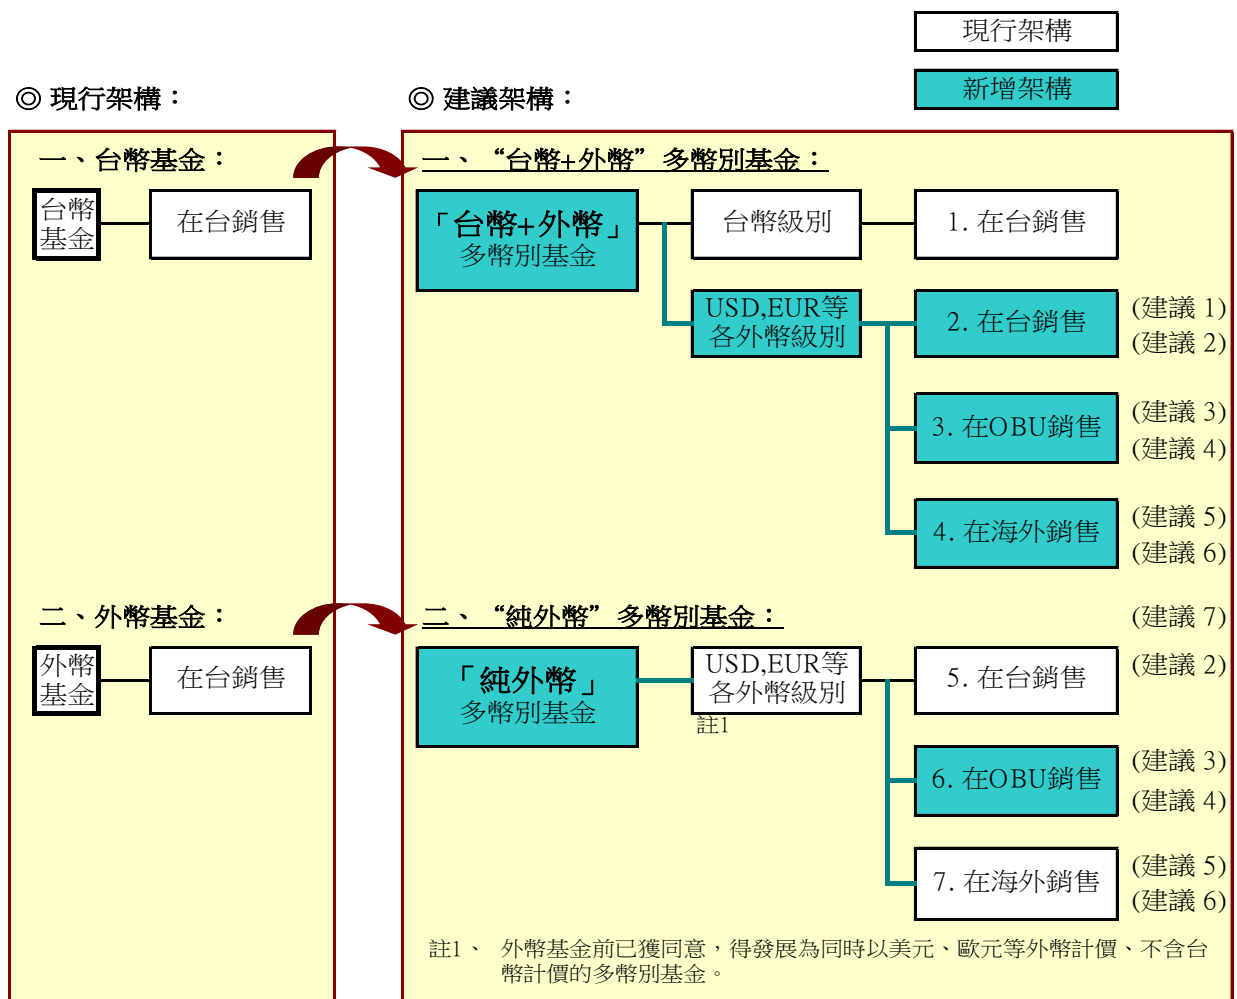 現行架構
新增架構
◎ 現行架構：
◎ 建議架構：
一、台幣基金：
台幣
基金
在台銷售
二、外幣基金：
外幣
基金
在台銷售
一、“台幣+外幣”多幣別基金：
「台幣+外幣」
多幣別基金
台幣級別
1. 在台銷售
USD,EUR等
各外幣級別
2. 在台銷售
(建議 1)
(建議 2)
3. 在OBU銷售
(建議 3)
(建議 4)
4. 在海外銷售
(建議 5)
(建議 6)
二、“純外幣”多幣別基金：
(建議 7)
「純外幣」
多幣別基金
USD,EUR等
各外幣級別
註1
5. 在台銷售
(建議 2)
6. 在OBU銷售
(建議 3)
(建議 4)
7. 在海外銷售
(建議 5)
(建議 6)
註1、 外幣基金前已獲同意，得發展為同時以美元、歐元等外幣計價、不含台
幣計價的多幣別基金。